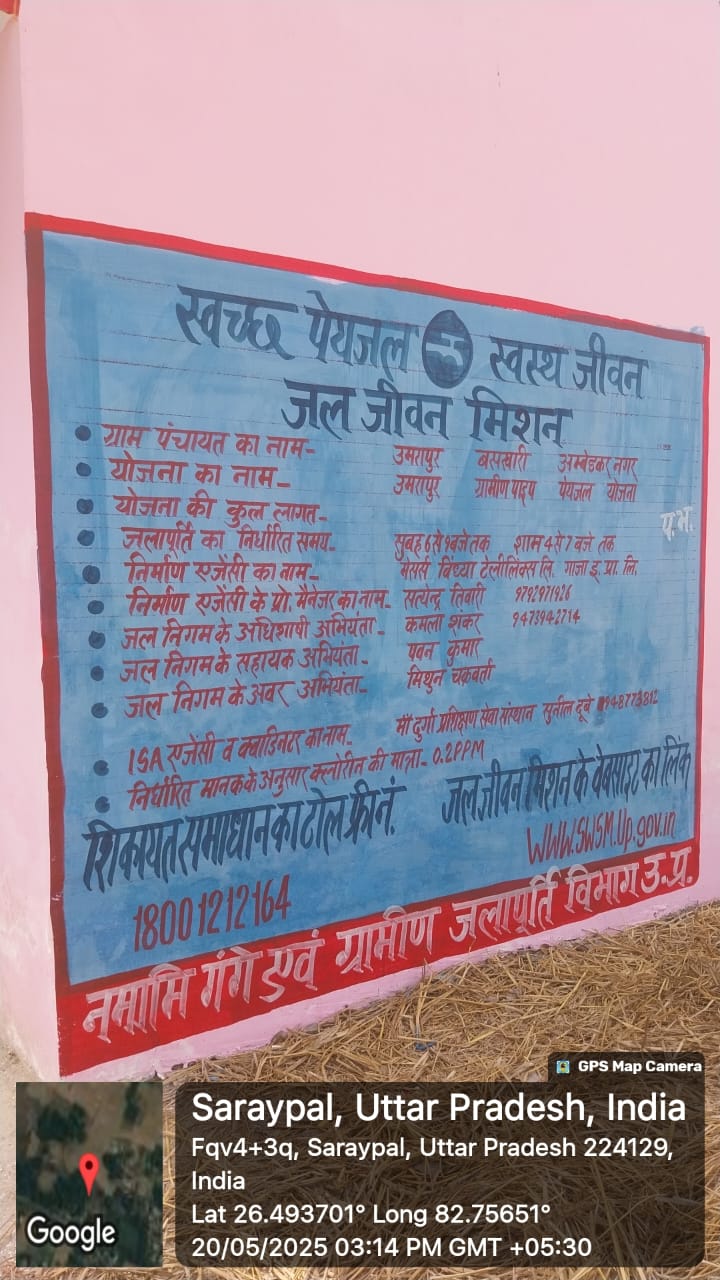 स्वच्छ पेयजल स्वस्थ जीवन
जल जीवन मिशन
ग्राम पंचायत का नाम- उमरापुर बसखारी अम्बेडकर नगर
योजना का नाम- उमरापुर ग्रामीण पाइप पेयजल योजना
योजना की कुल लागत-
प्र.भ.
जलापूर्ति का निर्धारित समय- सुबह 6 से 9 बजे तक शाम 4 से 7 बजे तक
निर्माण एजेंसी का नाम- मेसर्स विंध्या टेलीलिंक्स लि. गाजा इ. प्रा. लि.
निर्माण एजेंसी के प्रो. मैनेजर का नाम- सत्येन्द्र तिवारी 9792971926
जल निगम के अधिशाषी अभियंता- कमला शंकर 9473942714
जल निगम के सहायक अभियंता- पवन कुमार
जल निगम के अवर अभियंता- मिथुन चक्रवर्ती
ISA एजेंसी व क्वाडिनटर का नाम- माँ दुर्गा प्रशिक्षण सेवा संस्थान सुनील दूबे
निर्धारित मानक के अनुसार क्लोरीन की मात्रा- 0.2PPM
शिकायत समाधान का टोल फ्री नं. जल जीवन मिशन के वेबसाइट का लिंक
18001212164 WWW.SWSM.Up.gov.in
नमामि गंगे एवं ग्रामीण जलापूर्ति विभाग उ.प्र.
GPS Map Camera
Saraypal, Uttar Pradesh, India
Fqv4+3q, Saraypal, Uttar Pradesh 224129,
India
Lat 26.493701° Long 82.75651°
20/05/2025 03:14 PM GMT +05:30
Google